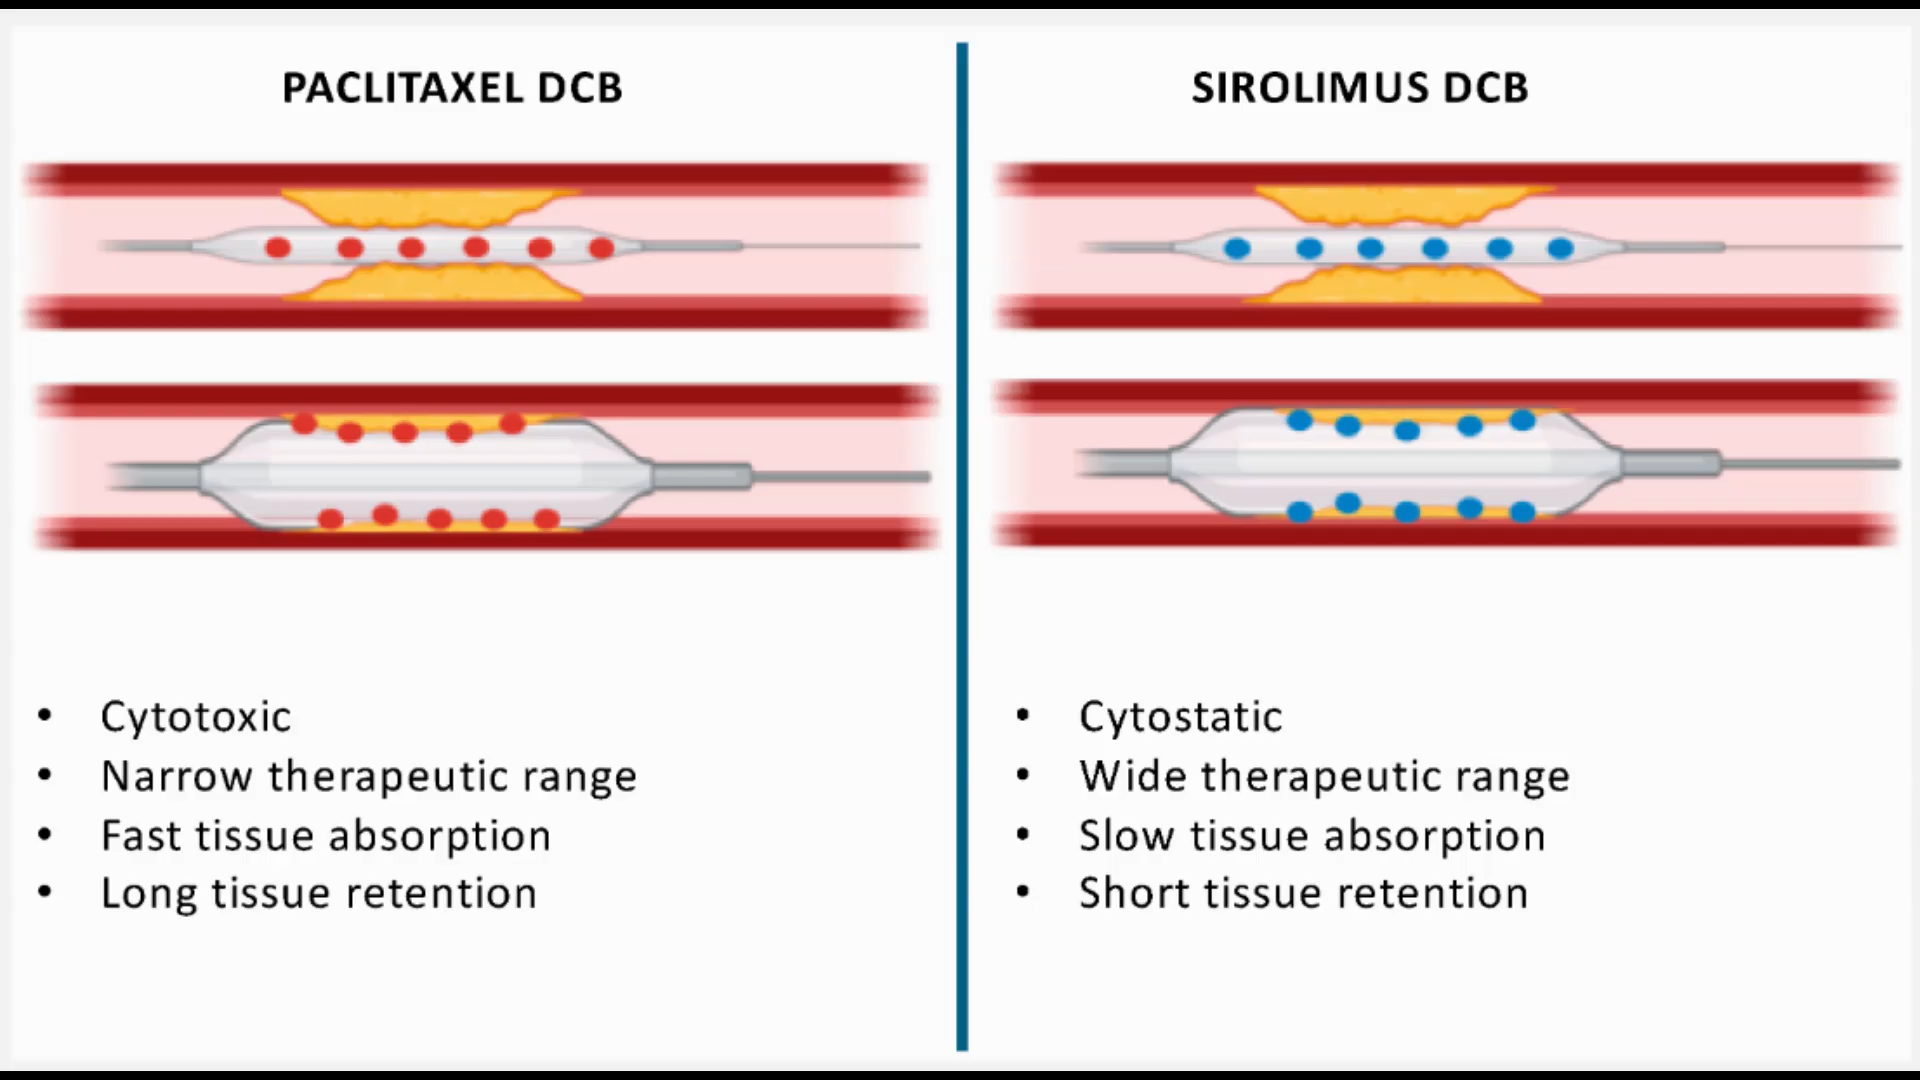 PACLITAXEL DCB
• Cytotoxic
• Narrow therapeutic range
• Fast tissue absorption
• Long tissue retention
SIROLIMUS DCB
• Cytostatic
• Wide therapeutic range
• Slow tissue absorption
• Short tissue retention